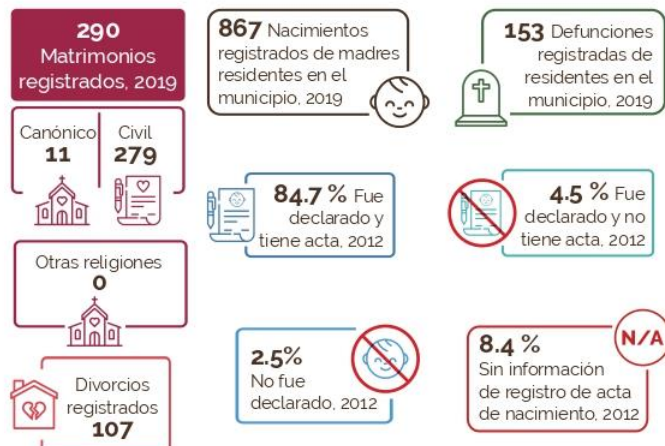 290
Matrimonios
registrados, 2019
Canónico
11
Civil
279
Otras religiones
0
Divorcios
registrados
107
867 Nacimientos
registrados de madres
residentes en el
municipio, 2019
153 Defunciones
registradas de
residentes en el
municipio, 2019
84.7 % Fue
declarado y
tiene acta, 2012
4.5 % Fue
declarado y no
tiene acta, 2012
2.5%
No fue
declarado, 2012
N/A
8.4 %
Sin información
de registro de acta
de nacimiento, 2012